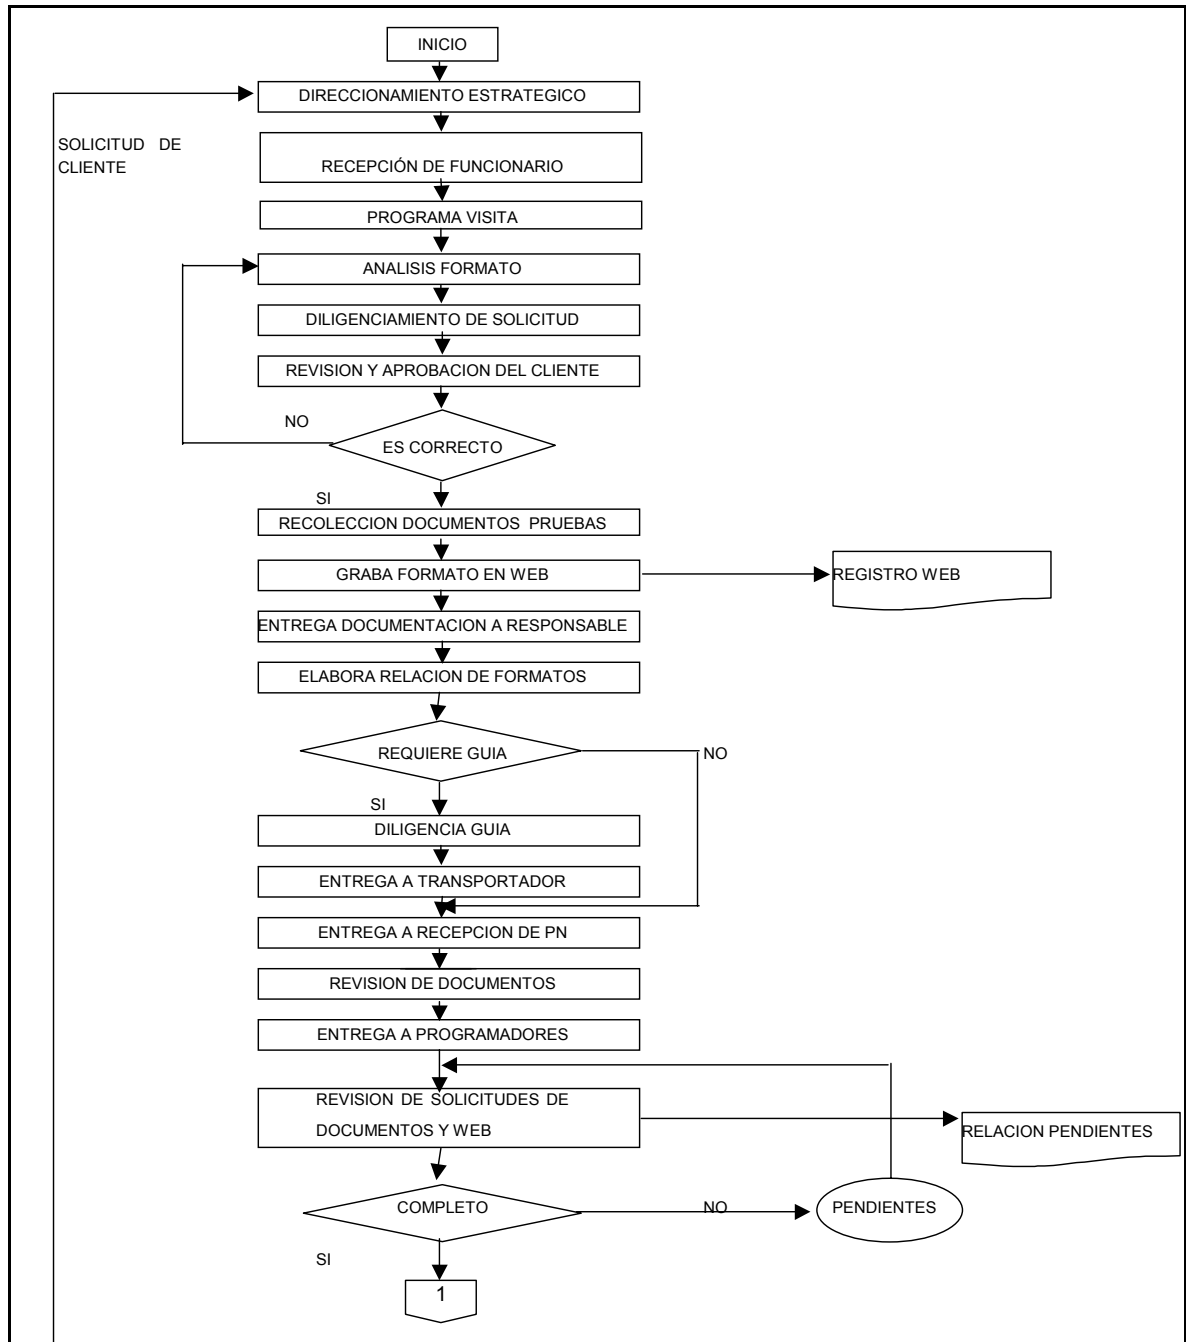 INICIO
DIRECCIONAMIENTO ESTRATEGICO
SOLICITUD DE
CLIENTE
RECEPCIÓN DE FUNCIONARIO
PROGRAMA VISITA
ANALISIS FORMATO
DILIGENCIAMIENTO DE SOLICITUD
REVISION Y APROBACION DEL CLIENTE
NO
ES CORRECTO
SI
RECOLECCION DOCUMENTOS PRUEBAS
GRABA FORMATO EN WEB
REGISTRO WEB
ENTREGA DOCUMENTACION A RESPONSABLE
ELABORA RELACION DE FORMATOS
REQUIERE GUIA
NO
SI
DILIGENCIA GUIA
ENTREGA A TRANSPORTADOR
ENTREGA A RECEPCION DE PN
REVISION DE DOCUMENTOS
ENTREGA A PROGRAMADORES
REVISION DE SOLICITUDES DE
DOCUMENTOS Y WEB
RELACION PENDIENTES
COMPLETO
NO
PENDIENTES
SI
1